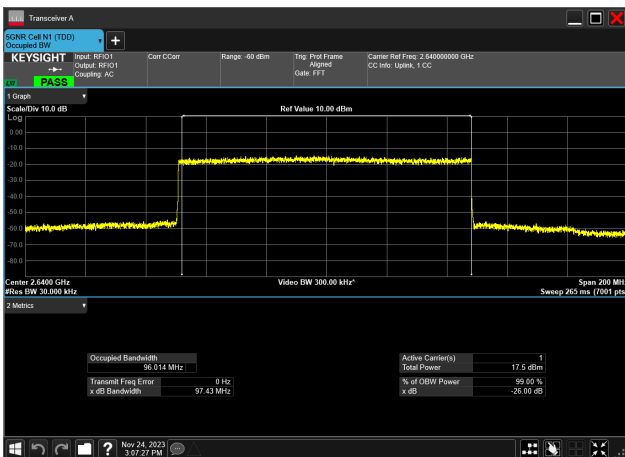 Transceiver A
5GNR Cell N1 (TDD)
Occupied BW
KEYSIGHT
Input: RFIO1
Output: RFIO1
Coupling: AC
Corr CCorr
Range: -60 dBm
Trig: Prot Frame
Aligned
Gate: FFT
Carrier Ref Freq: 2.640000000 GHz
CC Info: Uplink, 1 CC
PASS
1 Graph
Scale/Div 10.0 dB
Ref Value 10.00 dBm
Log
0.00
-10.0
-20.0
-30.0
-40.0
-50.0
-60.0
-70.0
-80.0
Center 2.6400 GHz
#Res BW 30.000 kHz
Video BW 300.00 kHz*
Span 200 MHz
Sweep 265 ms (7001 pts
2 Metrics
Occupied Bandwidth
96.014 MHz
Transmit Freq Error 0 Hz
x dB Bandwidth 97.43 MHz
Active Carrier(s) 1
Total Power 17.5 dBm
% of OBW Power 99.00 %
x dB -26.00 dB
Nov 24, 2023
3:07:27 PM